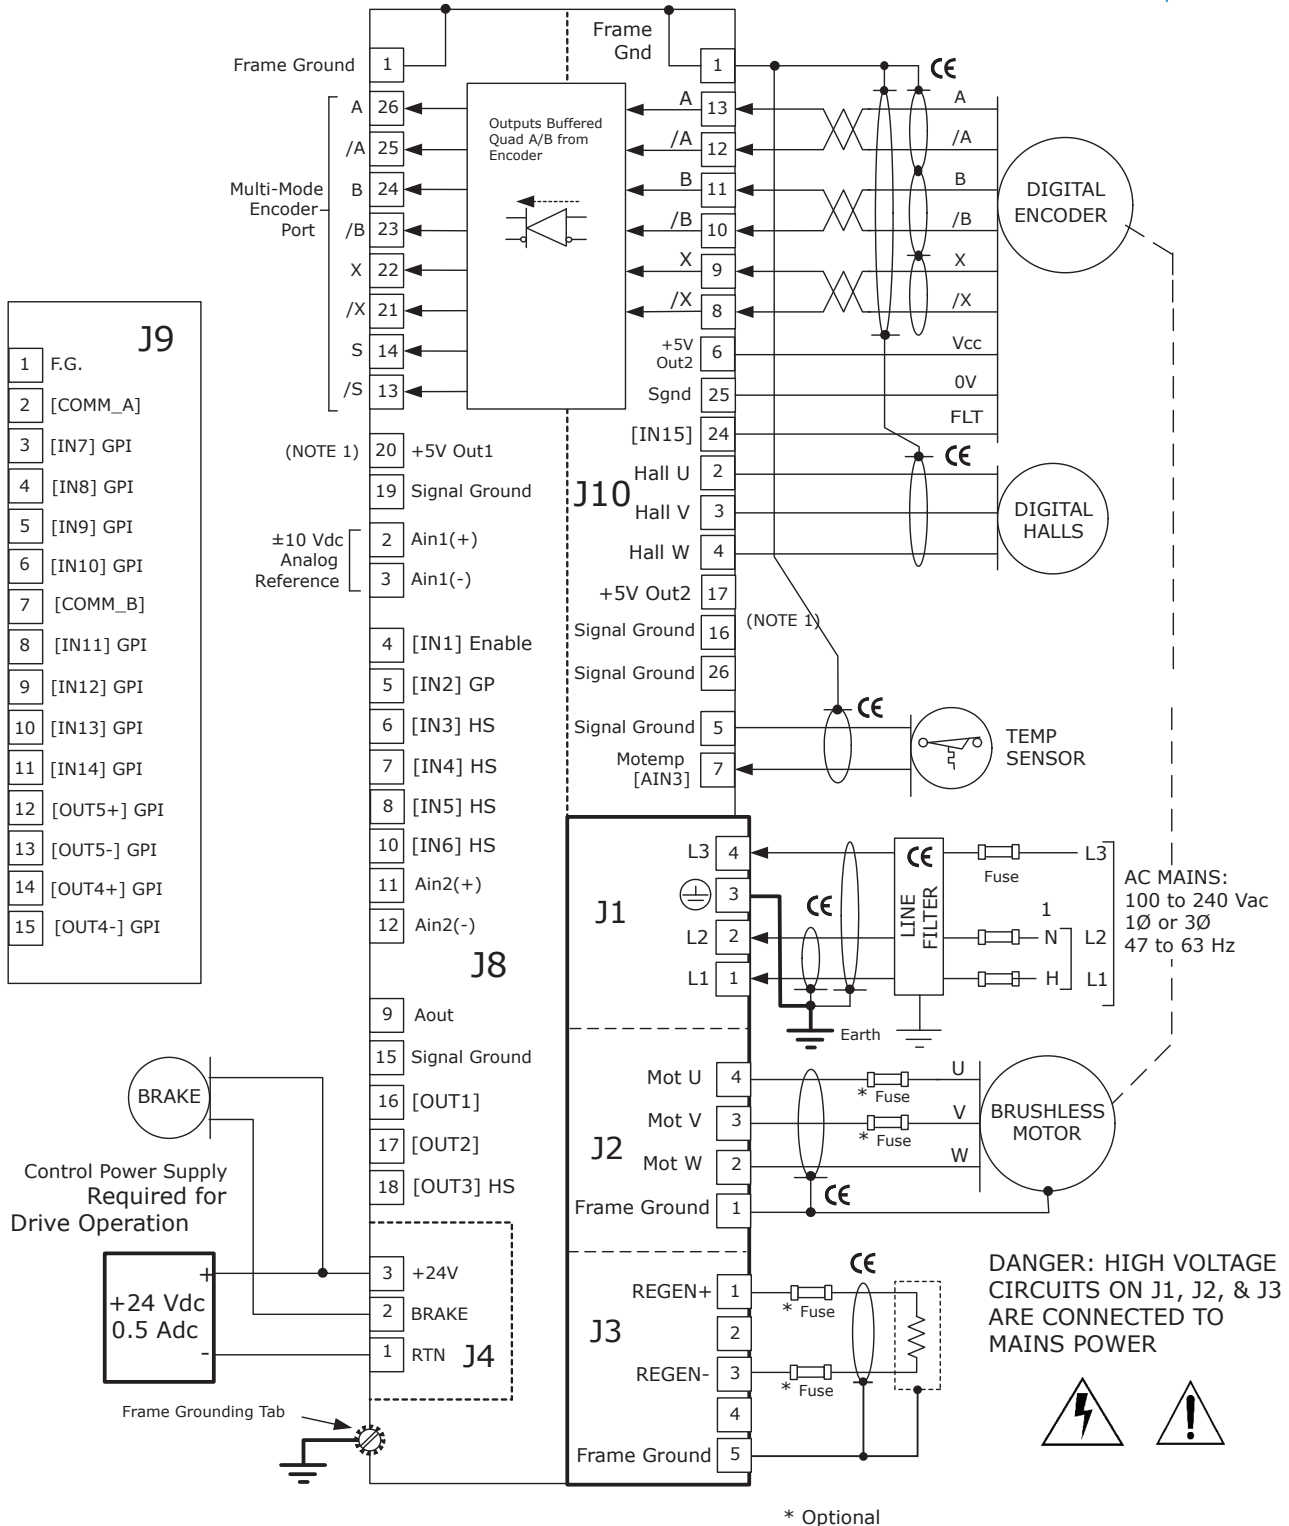 Frame Ground 1
A 26
/A 25
B 24
/B 23
X 22
/X 21
S 14
/S 13
Multi-Mode
Encoder
Port
Outputs Buffered
Quad A/B from
Encoder
(NOTE 1) 20 +5V Out1
19 Signal Ground
±10 Vdc
Analog
Reference
2 Ain1(+)
3 Ain1(-)
4 [IN1] Enable
5 [IN2] GP
6 [IN3] HS
7 [IN4] HS
8 [IN5] HS
10 [IN6] HS
11 Ain2(+)
12 Ain2(-)
J8
9 Aout
15 Signal Ground
16 [OUT1]
17 [OUT2]
18 [OUT3] HS
J9
1 F.G.
2 [COMM_A]
3 [IN7] GPI
4 [IN8] GPI
5 [IN9] GPI
6 [IN10] GPI
7 [COMM_B]
8 [IN11] GPI
9 [IN12] GPI
10 [IN13] GPI
11 [IN14] GPI
12 [OUT5+] GPI
13 [OUT5-] GPI
14 [OUT4+] GPI
15 [OUT4-] GPI
BRAKE
Control Power Supply
Required for
Drive Operation
+
+24 Vdc
0.5 Adc
-
3 +24V
2 BRAKE
1 RTN
J4
Frame Grounding Tab
Frame
Gnd
1
CE
A 13 A
/A 12 /A
B 11 B
/B 10 /B
X 9 X
/X 8 /X
+5V
Out2
6 Vcc
Sgnd 25 0V
[IN15] 24 FLT
DIGITAL
ENCODER
J10
CE
Hall U 2
Hall V 3
Hall W 4
DIGITAL
HALLS
+5V Out2 17
Signal Ground 16 (NOTE 1)
Signal Ground 26
Signal Ground 5
Motemp
[AIN3]
7
CE
TEMP
SENSOR
J1
L3 4
3
L2 2
L1 1
CE
CE
LINE
FILTER
Fuse
L3
1
N L2
H L1
AC MAINS:
100 to 240 Vac
1Ø or 3Ø
47 to 63 Hz
Earth
J2
Mot U 4 U
* Fuse
Mot V 3 V
* Fuse
Mot W 2 W
Frame Ground 1
CE
BRUSHLESS
MOTOR
J3
REGEN+ 1
* Fuse
CE
2
REGEN- 3
* Fuse
4
Frame Ground 5
DANGER: HIGH VOLTAGE
CIRCUITS ON J1, J2, & J3
ARE CONNECTED TO
MAINS POWER
!
* Optional